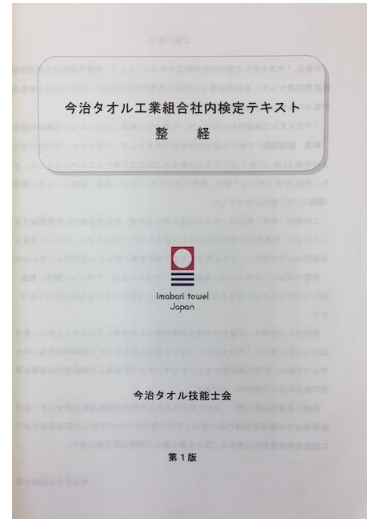 今治タオル工業組合社内検定テキスト
整　経
imabari towel
Japan
今治タオル技能士会
第1版